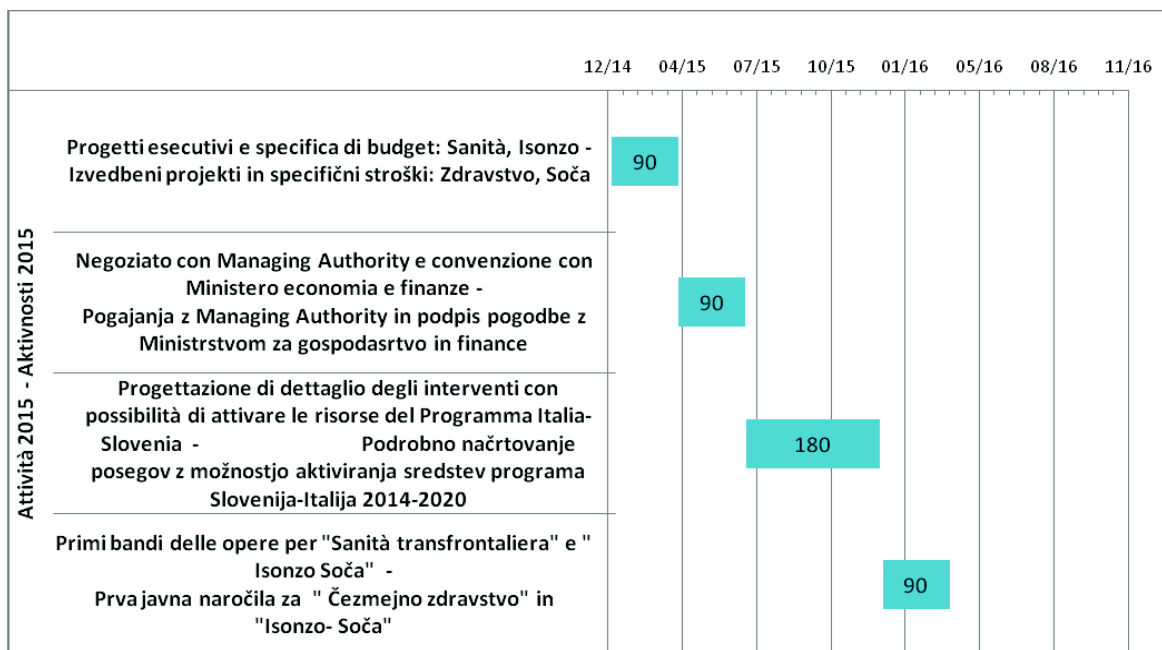 12/14 04/15 07/15 10/15 01/16 05/16 08/16 11/16
Attività 2015 - Aktivnosti 2015
Progetti esecutivi e specifica di budget: Sanità, Isonzo -
Izvedbeni projekti in specifični stroški: Zdravstvo, Soča
90
Negoziato con Managing Authority e convenzione con
Ministero economia e finanze -
Pogajanja z Managing Authority in podpis pogodbe z
Ministrstvom za gospodasrtvo in finance
90
Progettazione di dettaglio degli interventi con
possibilità di attivare le risorse del Programma Italia-
Slovenia - Podrobno načrtovanje
posegov z možnostjo aktiviranja sredstev programa
Slovenija-Italija 2014-2020
180
Primi bandi delle opere per "Sanità transfrontaliera" e "
Isonzo Soča" -
Prva javna naročila za " Čezmejno zdravstvo" in
"Isonzo- Soča"
90